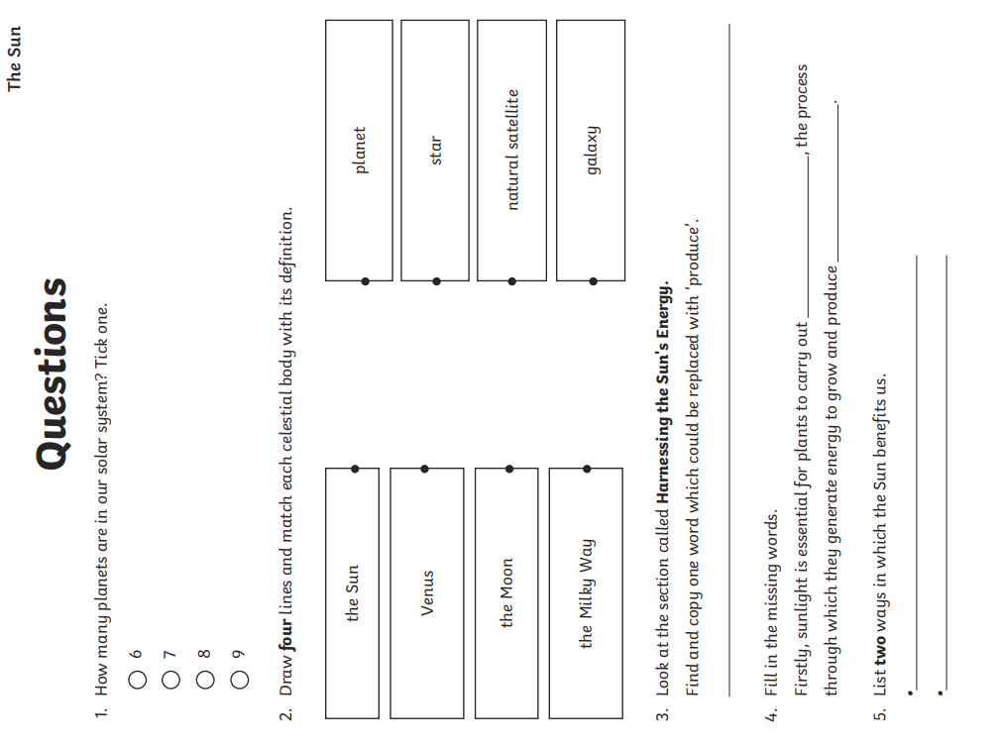 The Sun
Questions
1. How many planets are in our solar system? Tick one.
6
7
8
9
2. Draw four lines and match each celestial body with its definition.
the Sun
Venus
the Moon
the Milky Way
planet
star
natural satellite
galaxy
3. Look at the section called Harnessing the Sun's Energy.
Find and copy one word which could be replaced with 'produce'.
4. Fill in the missing words.
Firstly, sunlight is essential for plants to carry out ____________________, the process
through which they generate energy to grow and produce ____________________.
5. List two ways in which the Sun benefits us.
•
•